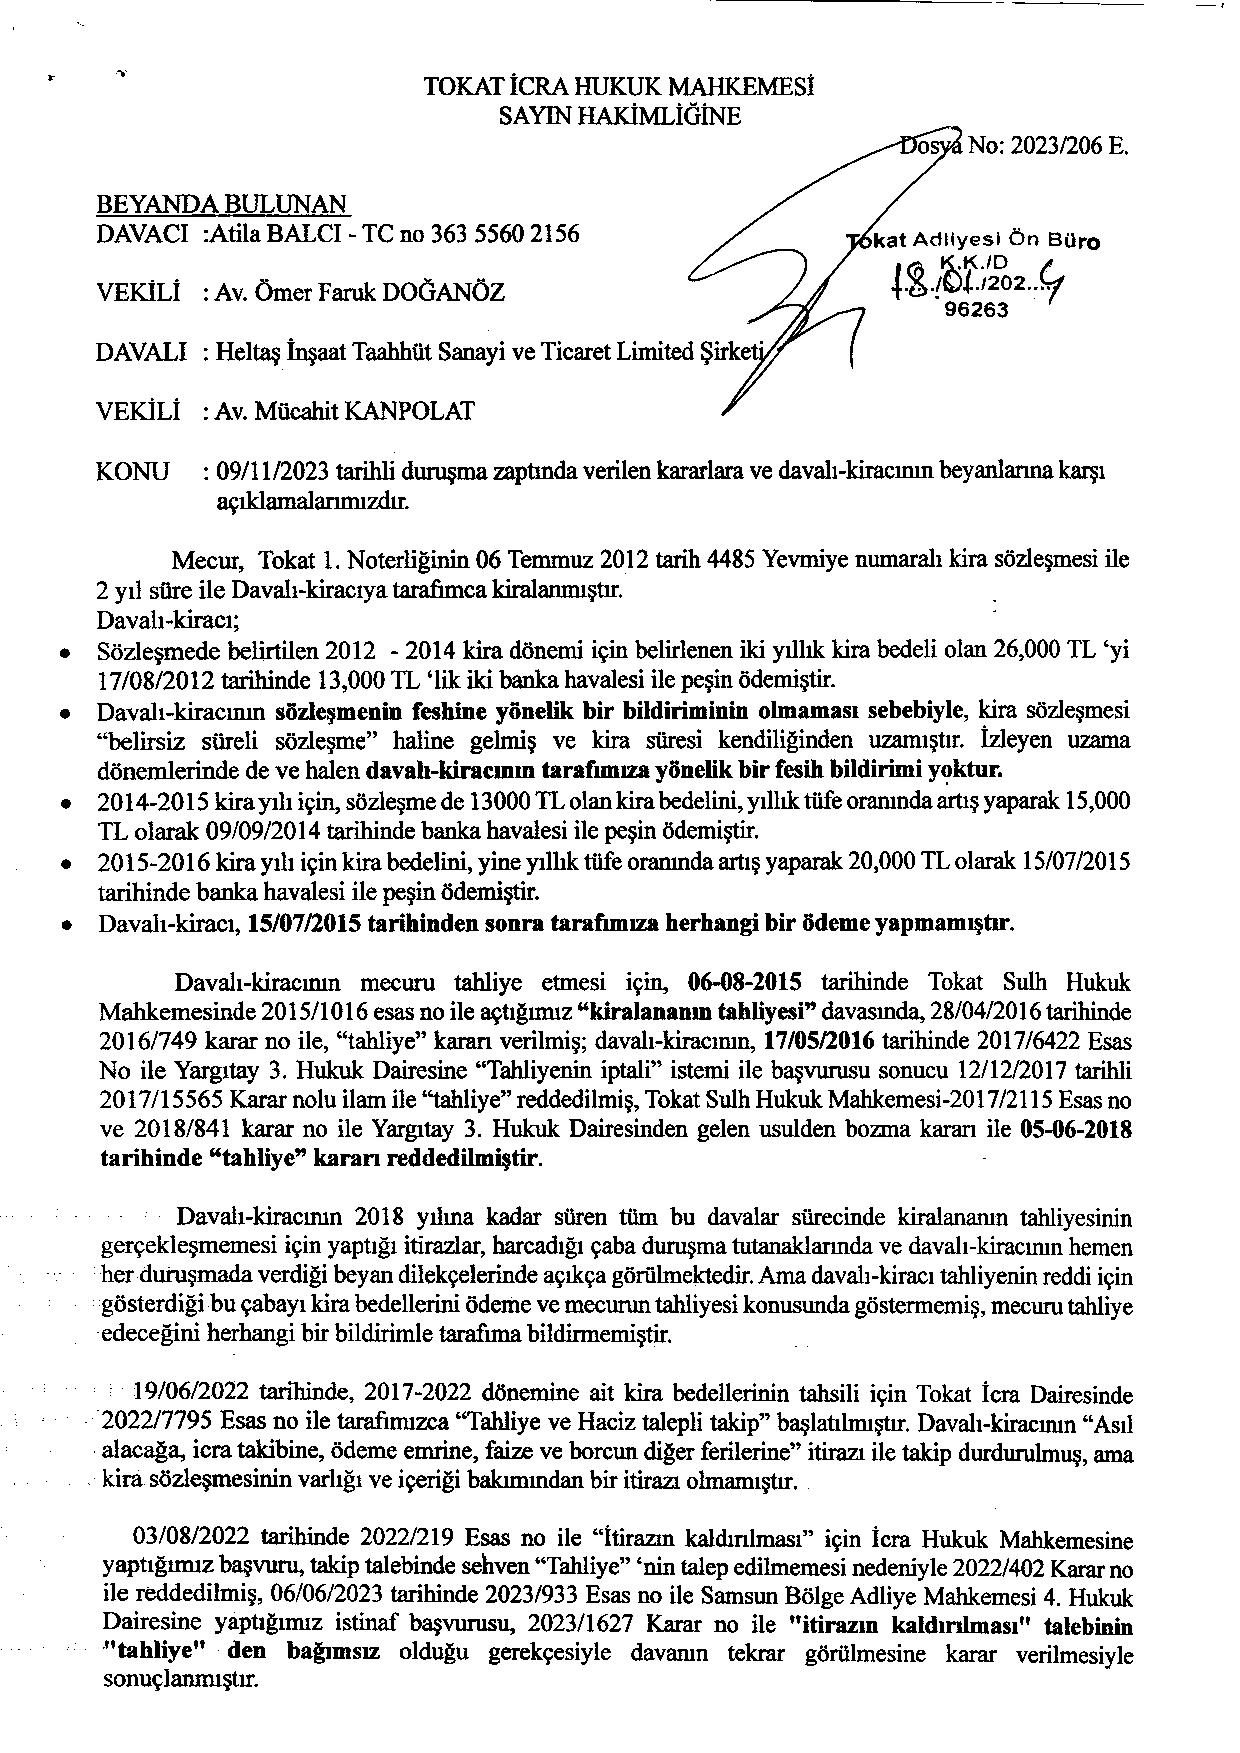 TOKAT İCRA HUKUK MAHKEMESİ
SAYIN HAKİMLİĞİNE
Dosya No: 2023/206 E.
BEYANDA BULUNAN
DAVACI :Atila BALCI - TC no 363 5560 2156
Tokat Adliyesi Ön Büro
K.K./D
18./01./2024
96263
VEKİLİ : Av. Ömer Faruk DOĞANÖZ
DAVALI : Heltaş İnşaat Taahhüt Sanayi ve Ticaret Limited Şirketi
VEKİLİ : Av. Mücahit KANPOLAT
KONU : 09/11/2023 tarihli duruşma zaptında verilen kararlara ve davalı-kiracının beyanlarına karşı
açıklamalarımızdır.
Mecur, Tokat 1. Noterliğinin 06 Temmuz 2012 tarih 4485 Yevmiye numaralı kira sözleşmesi ile
2 yıl süre ile Davalı-kiracıya tarafımca kiralanmıştır.
Davalı-kiracı;
• Sözleşmede belirtilen 2012 - 2014 kira dönemi için belirlenen iki yıllık kira bedeli olan 26,000 TL ‘yi
17/08/2012 tarihinde 13,000 TL ‘lik iki banka havalesi ile peşin ödemiştir.
• Davalı-kiracının sözleşmenin feshine yönelik bir bildiriminin olmaması sebebiyle, kira sözleşmesi
“belirsiz süreli sözleşme” haline gelmiş ve kira süresi kendiliğinden uzamıştır. İzleyen uzama
dönemlerinde de ve halen davalı-kiracının tarafımıza yönelik bir fesih bildirimi yoktur.
• 2014-2015 kira yılı için, sözleşme de 13000 TL olan kira bedelini, yıllık tüfe oranında artış yaparak 15,000
TL olarak 09/09/2014 tarihinde banka havalesi ile peşin ödemiştir.
• 2015-2016 kira yılı için kira bedelini, yine yıllık tüfe oranında artış yaparak 20,000 TL olarak 15/07/2015
tarihinde banka havalesi ile peşin ödemiştir.
• Davalı-kiracı, 15/07/2015 tarihinden sonra tarafımıza herhangi bir ödeme yapmamıştır.
Davalı-kiracının mecuru tahliye etmesi için, 06-08-2015 tarihinde Tokat Sulh Hukuk
Mahkemesinde 2015/1016 esas no ile açtığımız “kiralananın tahliyesi” davasında, 28/04/2016 tarihinde
2016/749 karar no ile, “tahliye” kararı verilmiş; davalı-kiracının, 17/05/2016 tarihinde 2017/6422 Esas
No ile Yargıtay 3. Hukuk Dairesine “Tahliyenin iptali” istemi ile başvurusu sonucu 12/12/2017 tarihli
2017/15565 Karar nolu ilam ile “tahliye” reddedilmiş, Tokat Sulh Hukuk Mahkemesi-2017/2115 Esas no
ve 2018/841 karar no ile Yargıtay 3. Hukuk Dairesinden gelen usulden bozma kararı ile 05-06-2018
tarihinde “tahliye” kararı reddedilmiştir.
Davalı-kiracının 2018 yılına kadar süren tüm bu davalar sürecinde kiralananın tahliyesinin
gerçekleşmemesi için yaptığı itirazlar, harcadığı çaba duruşma tutanaklarında ve davalı-kiracının hemen
her duruşmada verdiği beyan dilekçelerinde açıkça görülmektedir. Ama davalı-kiracı tahliyenin reddi için
gösterdiği bu çabayı kira bedellerini ödeme ve mecurun tahliyesi konusunda göstermemiş, mecuru tahliye
edeceğini herhangi bir bildirimle tarafıma bildirmemiştir.
19/06/2022 tarihinde, 2017-2022 dönemine ait kira bedellerinin tahsili için Tokat İcra Dairesinde
2022/7795 Esas no ile tarafımızca “Tahliye ve Haciz talepli takip” başlatılmıştır. Davalı-kiracının “Asıl
alacağa, icra takibine, ödeme emrine, faize ve borcun diğer ferilerine” itirazı ile takip durdurulmuş, ama
kira sözleşmesinin varlığı ve içeriği bakımından bir itirazı olmamıştır.
03/08/2022 tarihinde 2022/219 Esas no ile “İtirazın kaldırılması” için İcra Hukuk Mahkemesine
yaptığımız başvuru, takip talebinde sehven “Tahliye” ‘nin talep edilmemesi nedeniyle 2022/402 Karar no
ile reddedilmiş, 06/06/2023 tarihinde 2023/933 Esas no ile Samsun Bölge Adliye Mahkemesi 4. Hukuk
Dairesine yaptığımız istinaf başvurusu, 2023/1627 Karar no ile "itirazın kaldırılması" talebinin
"tahliye" den bağımsız olduğu gerekçesiyle davanın tekrar görülmesine karar verilmesiyle
sonuçlanmıştır.